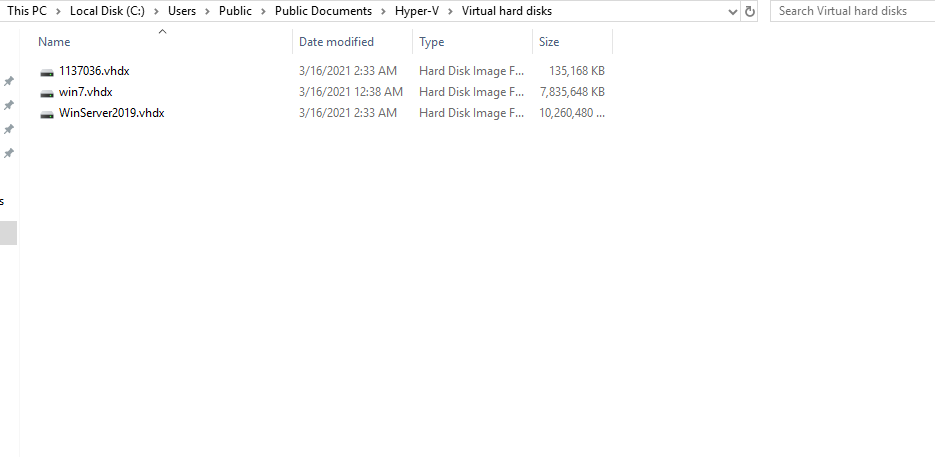 This PC > Local Disk (C:) > Users > Public > Public Documents > Hyper-V > Virtual hard disks
Search Virtual hard disks
Name Date modified Type Size
1137036.vhdx 3/16/2021 2:33 AM Hard Disk Image F... 135,168 KB
win7.vhdx 3/16/2021 12:38 AM Hard Disk Image F... 7,835,648 KB
WinServer2019.vhdx 3/16/2021 2:33 AM Hard Disk Image F... 10,260,480 ...
s